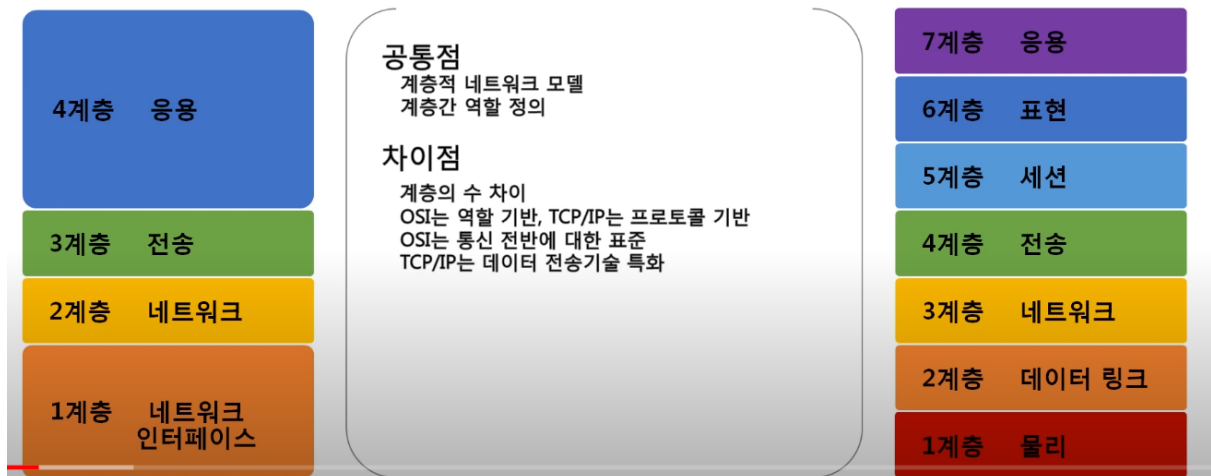 4계층 응용
3계층 전송
2계층 네트워크
1계층 네트워크
인터페이스
공통점
계층적 네트워크 모델
계층간 역할 정의
차이점
계층의 수 차이
OSI는 역할 기반, TCP/IP는 프로토콜 기반
OSI는 통신 전반에 대한 표준
TCP/IP는 데이터 전송기술 특화
7계층 응용
6계층 표현
5계층 세션
4계층 전송
3계층 네트워크
2계층 데이터 링크
1계층 물리